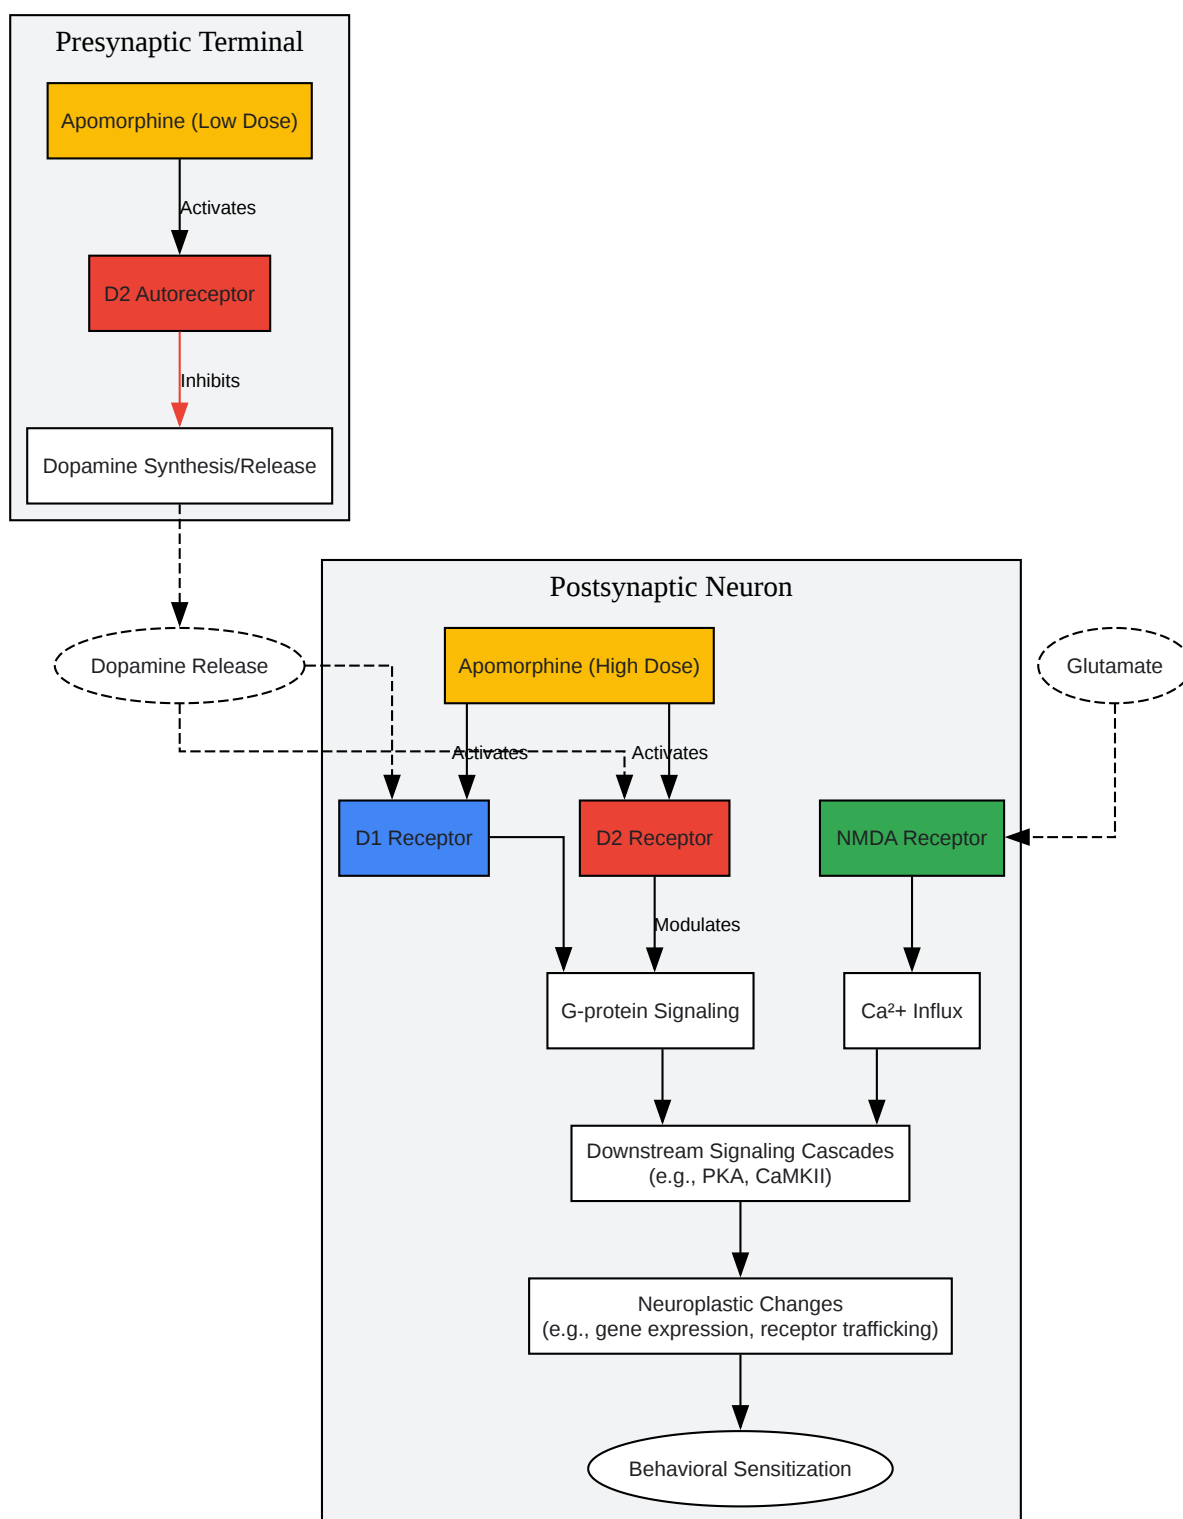 Presynaptic Terminal
Apomorphine (Low Dose)
Activates
D2 Autoreceptor
Inhibits
Dopamine Synthesis/Release
Postsynaptic Neuron
Dopamine Release
Apomorphine (High Dose)
Glutamate
Activates
Activates
D1 Receptor
D2 Receptor
NMDA Receptor
Modulates
G-protein Signaling
Ca²+ Influx
Downstream Signaling Cascades
(e.g., PKA, CaMKII)
Neuroplastic Changes
(e.g., gene expression, receptor trafficking)
Behavioral Sensitization